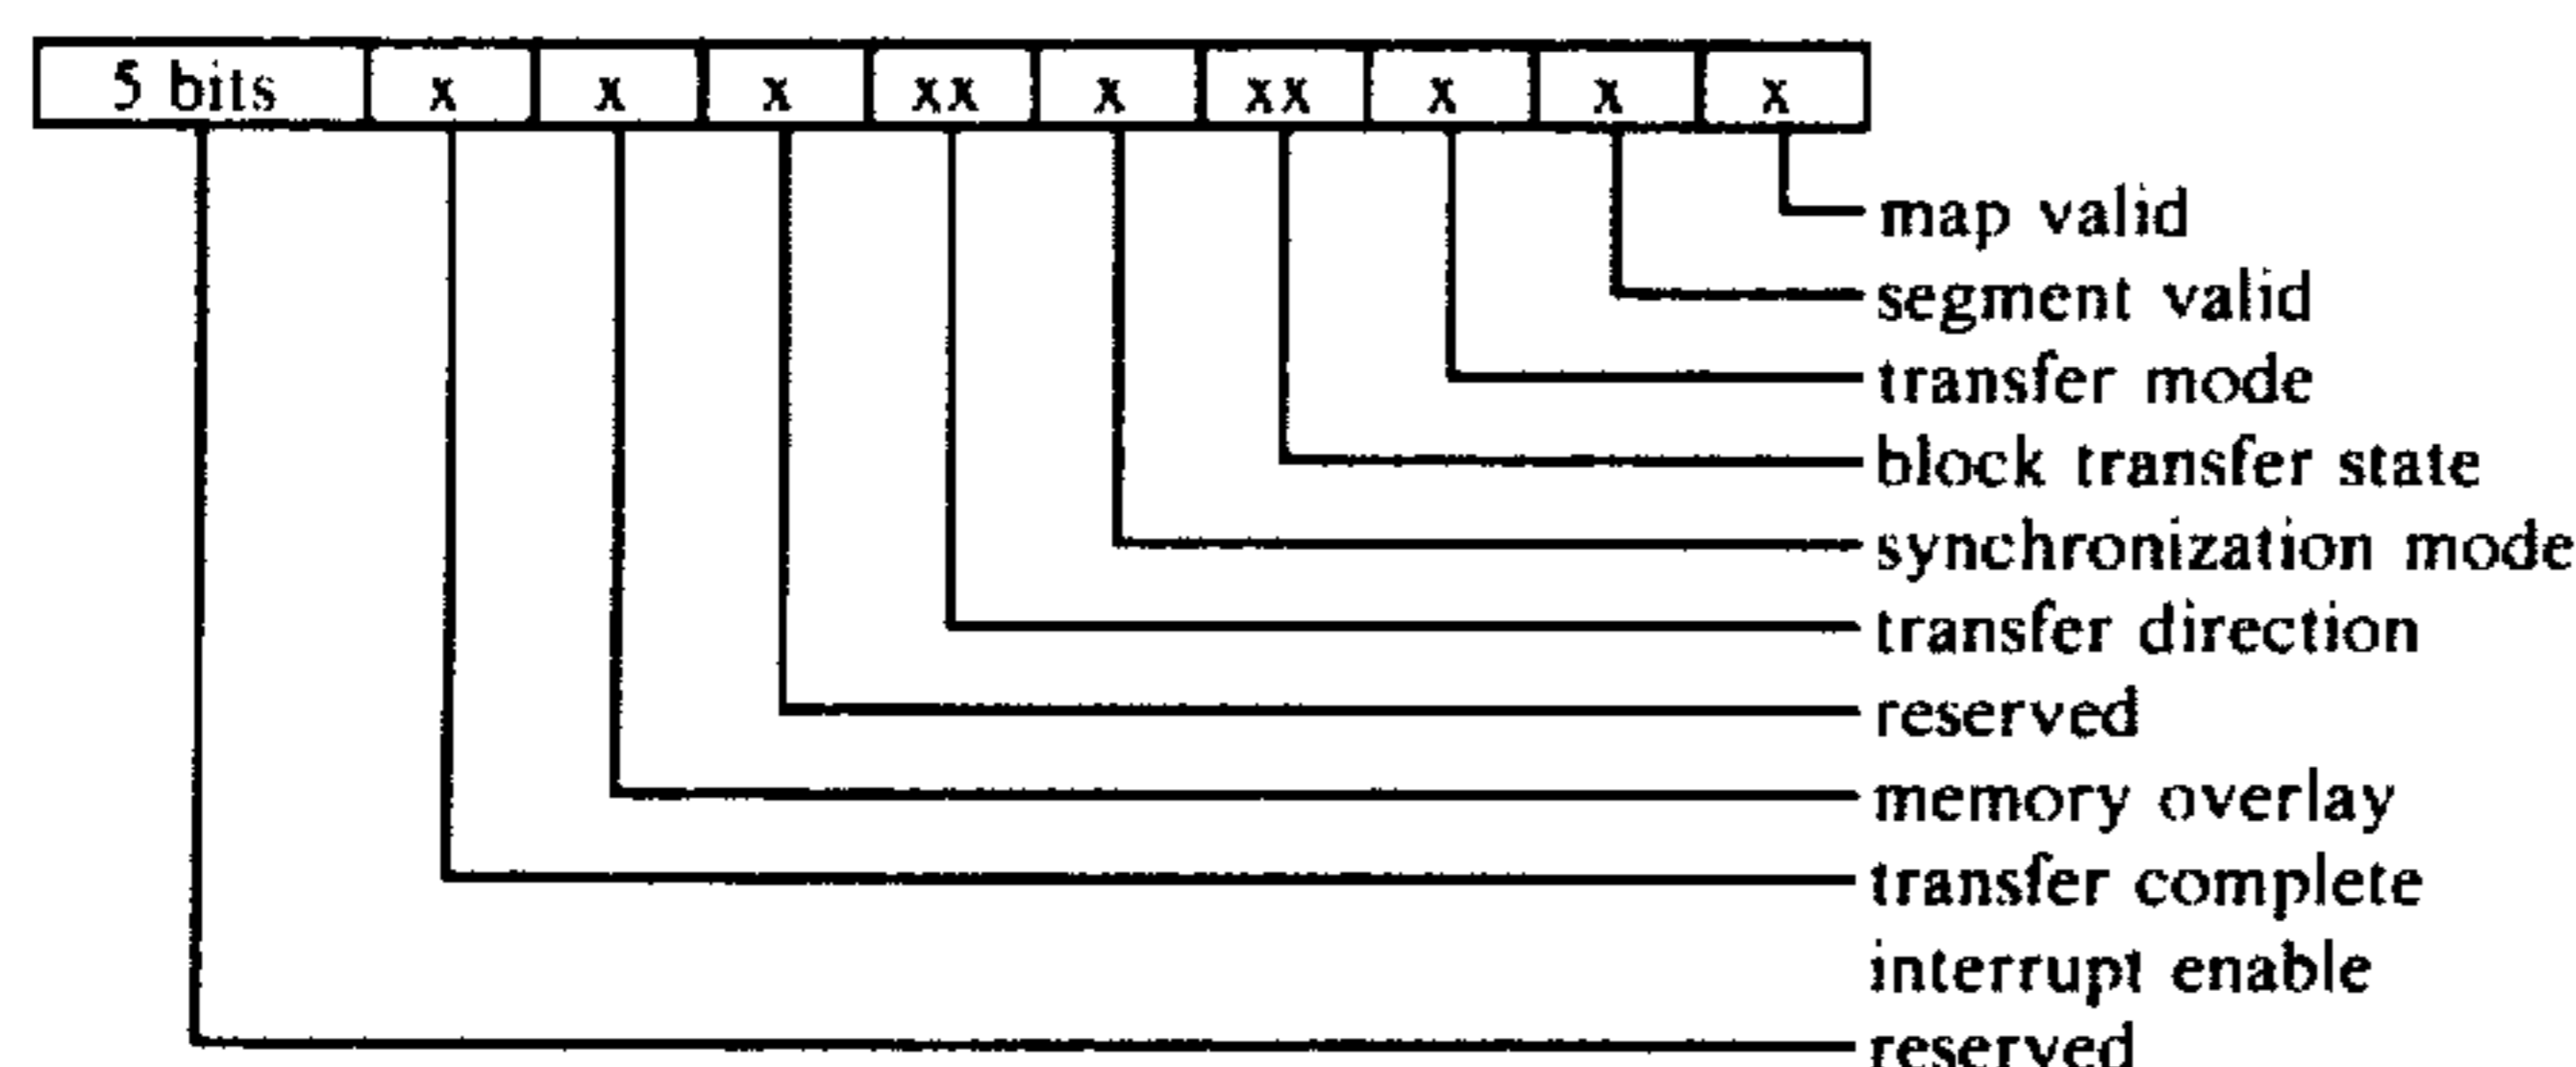 5 bits x x x xx x xx x x x
map valid
segment valid
transfer mode
block transfer state
synchronization mode
transfer direction
reserved
memory overlay
transfer complete
interrupt enable
reserved